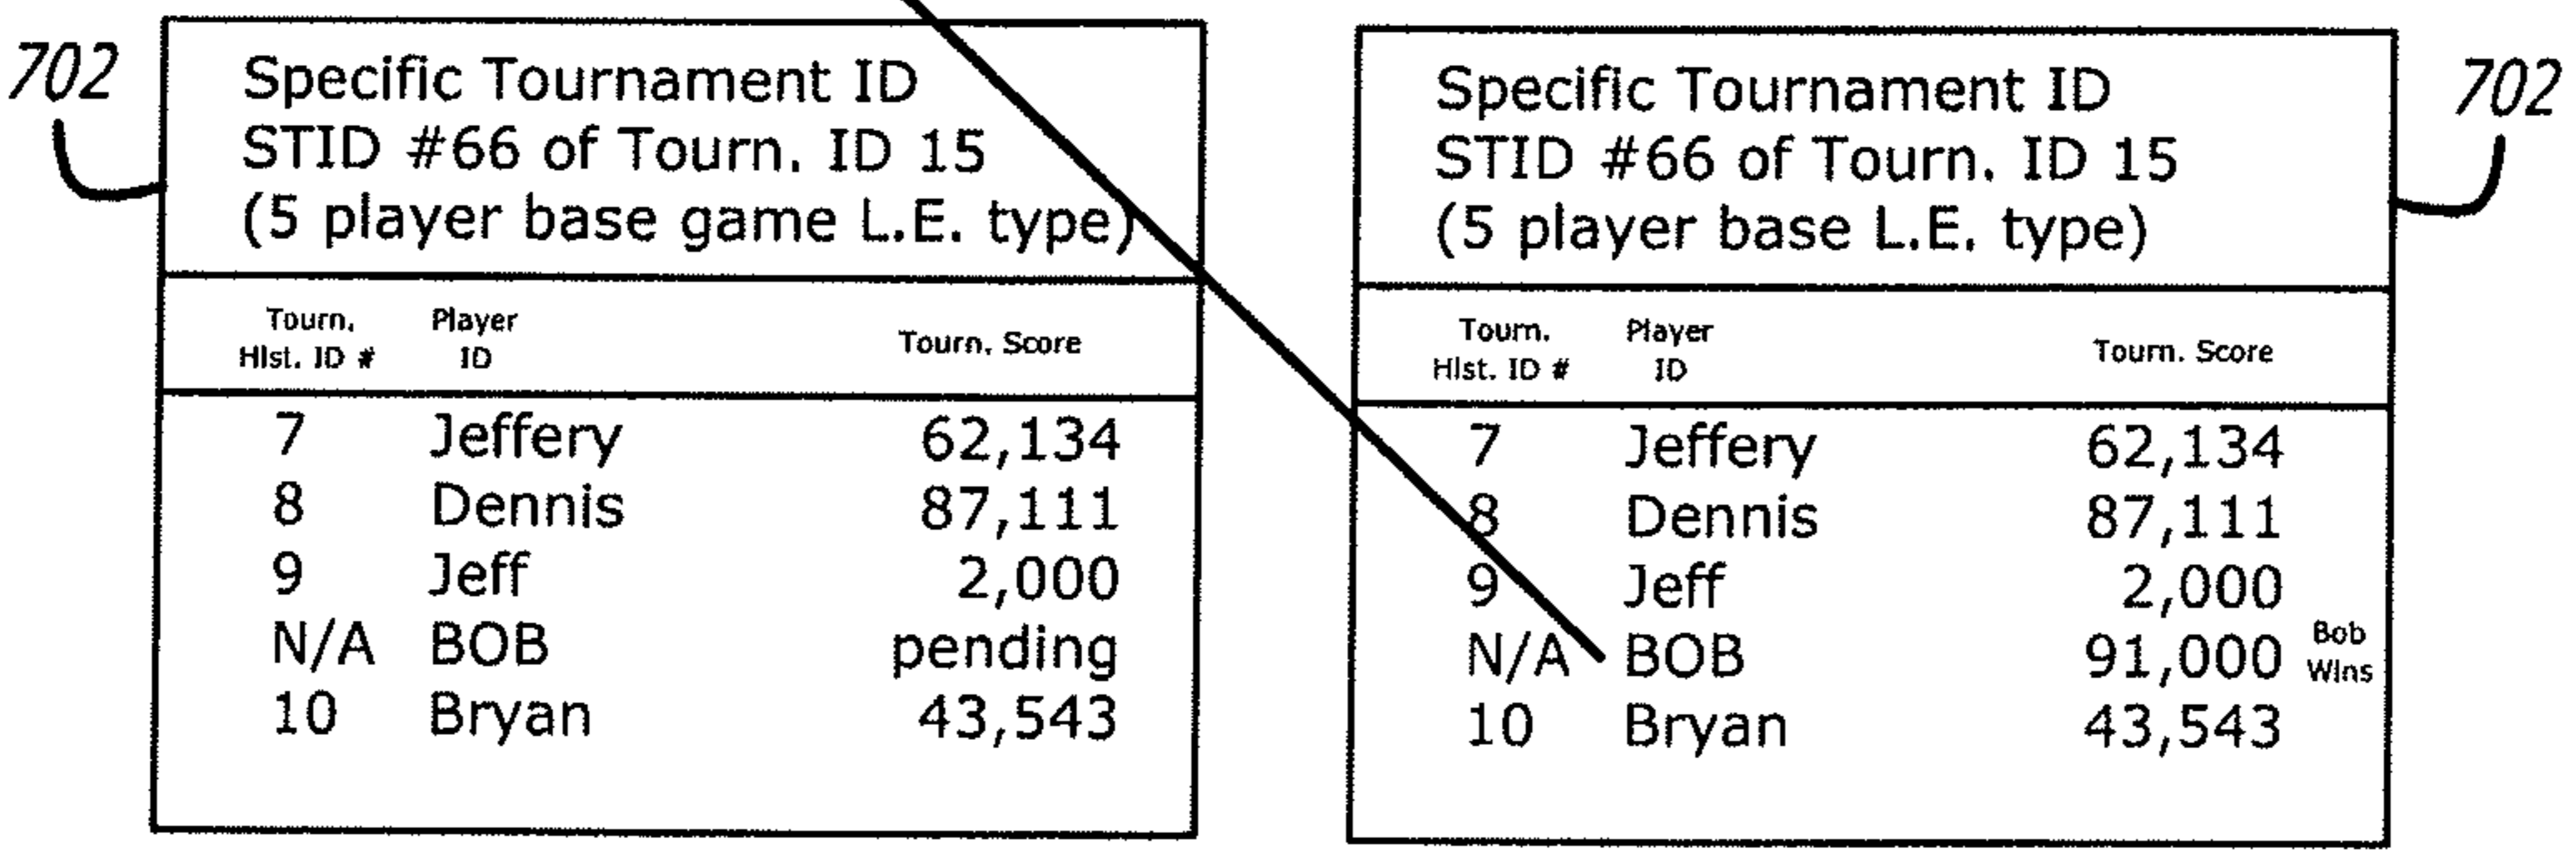 702
Specific Tournament ID
STID #66 of Tourn. ID 15
(5 player base game L.E. type)
Tourn. Hist. ID #
Player ID
Tourn. Score
7 Jeffery 62,134
8 Dennis 87,111
9 Jeff 2,000
N/A BOB pending
10 Bryan 43,543
702
Specific Tournament ID
STID #66 of Tourn. ID 15
(5 player base L.E. type)
Tourn. Hist. ID #
Player ID
Tourn. Score
7 Jeffery 62,134
8 Dennis 87,111
9 Jeff 2,000
N/A BOB 91,000 Bob Wins
10 Bryan 43,543